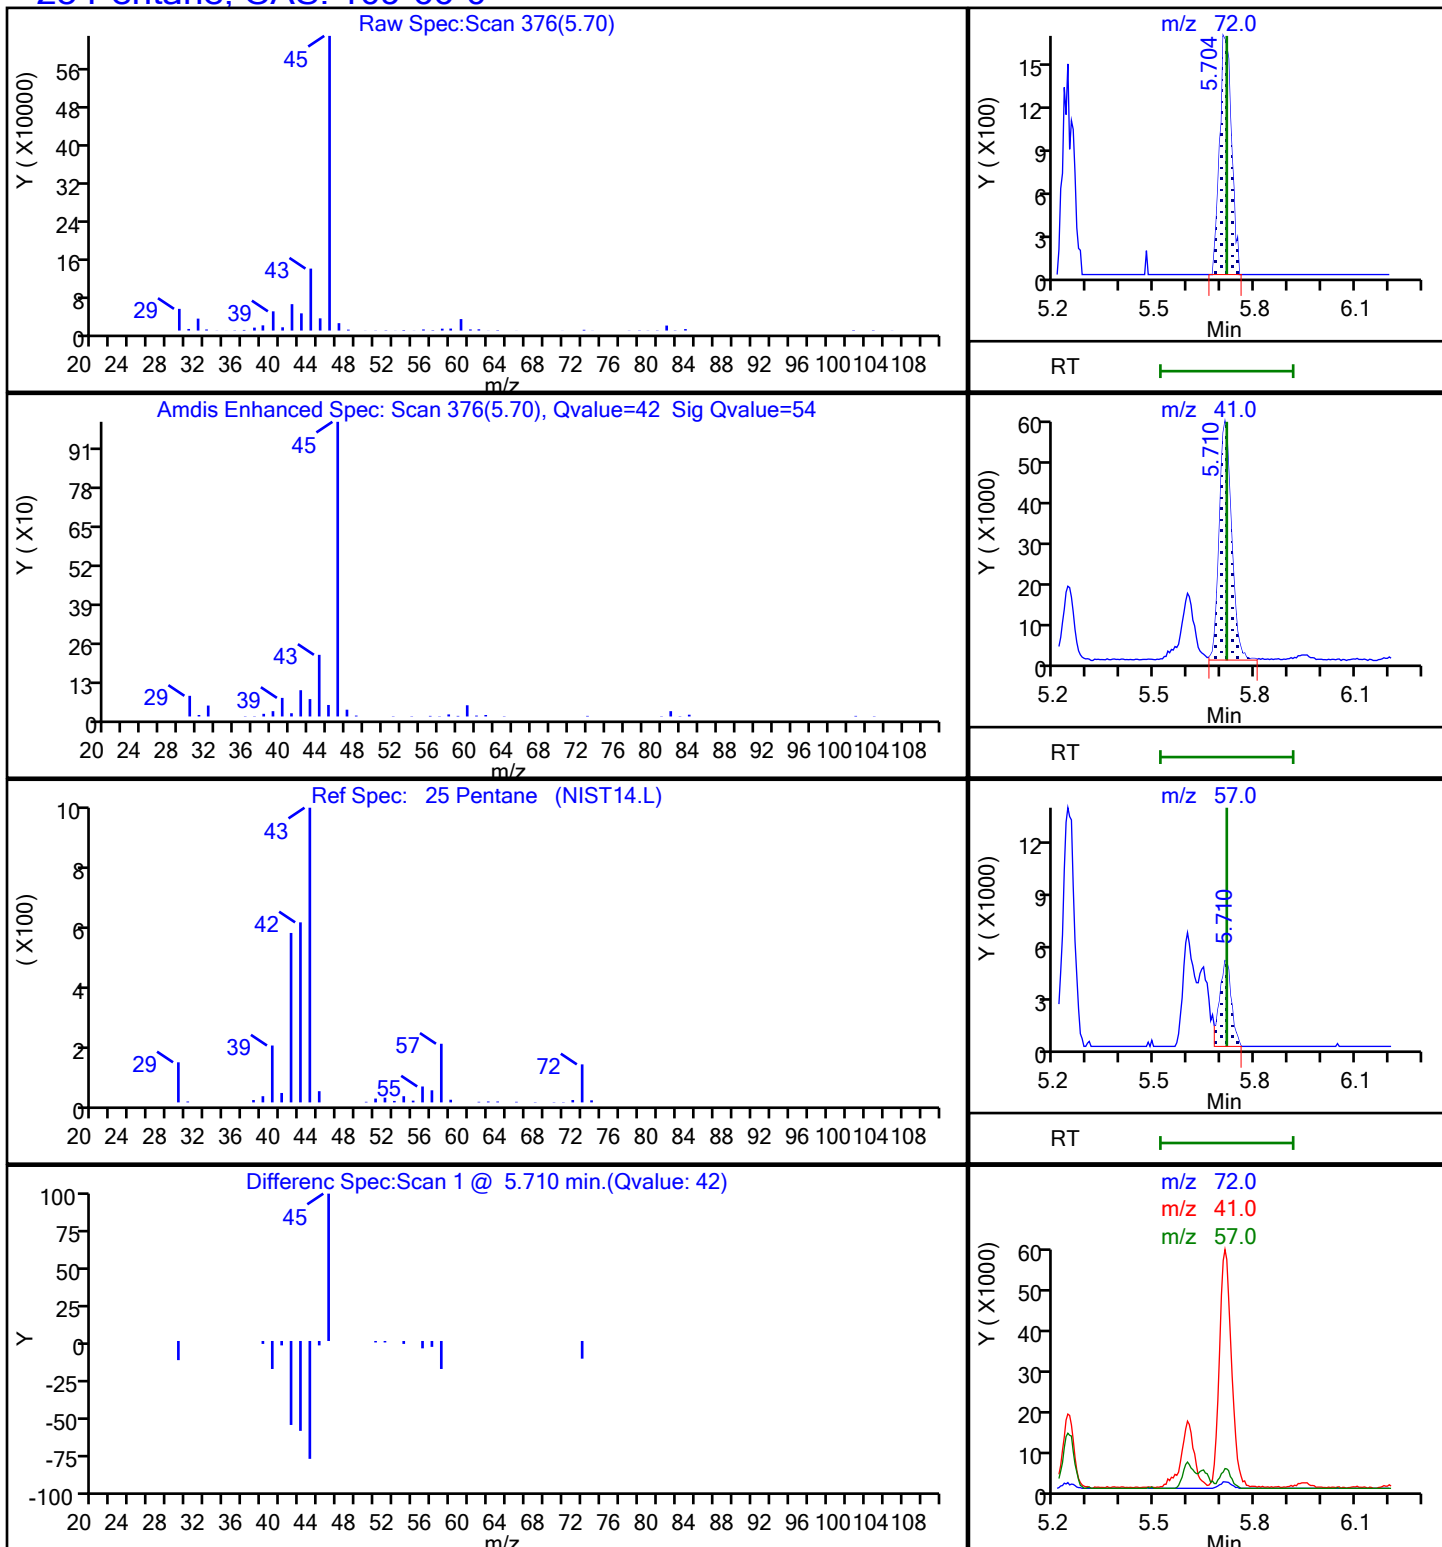 25 Pentane, CAS: 109-66-0
Raw Spec:Scan 376(5.70)
Y ( X10000)
56
48
40
32
24
16
8
0
45
43
29
39
20 24 28 32 36 40 44 48 52 56 60 64 68 72 76 80 84 88 92 96 100 104 108
m/z
m/z 72.0
Y ( X100)
15
12
9
6
3
0
5.704
5.2 5.5 5.8 6.1
Min
RT
Amdis Enhanced Spec: Scan 376(5.70), Qvalue=42 Sig Qvalue=54
Y ( X10)
91
78
65
52
39
26
13
0
45
43
29
39
20 24 28 32 36 40 44 48 52 56 60 64 68 72 76 80 84 88 92 96 100 104 108
m/z
m/z 41.0
Y ( X1000)
60
50
40
30
20
10
0
5.710
5.2 5.5 5.8 6.1
Min
RT
Ref Spec: 25 Pentane (NIST14.L)
( X100)
10
8
6
4
2
0
43
42
29
39
57
55
72
20 24 28 32 36 40 44 48 52 56 60 64 68 72 76 80 84 88 92 96 100 104 108
m/z 57.0
Y ( X1000)
12
9
6
3
0
5.710
5.2 5.5 5.8 6.1
Min
RT
Differenc Spec:Scan 1 @ 5.710 min.(Qvalue: 42)
Y
100
75
50
25
0
-25
-50
-75
-100
45
20 24 28 32 36 40 44 48 52 56 60 64 68 72 76 80 84 88 92 96 100 104 108
m/z
m/z 72.0
m/z 41.0
m/z 57.0
Y ( X1000)
60
50
40
30
20
10
0
5.2 5.5 5.8 6.1
Min